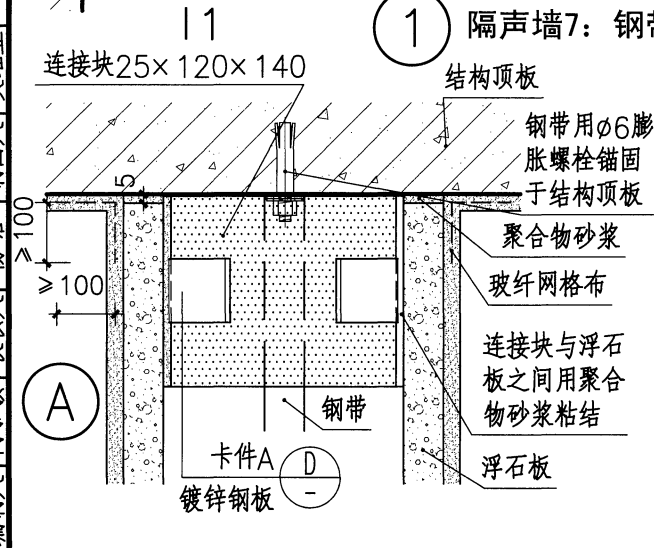 11
1 隔声墙7：钢带
连接块25×120×140
结构顶板
钢带用ø6膨
胀螺栓锚固
于结构顶板
5
≥100
聚合物砂浆
≥100
玻纤网格布
连接块与浮石
板之间用聚合
物砂浆粘结
A
钢带
卡件A
D
-
镀锌钢板
浮石板